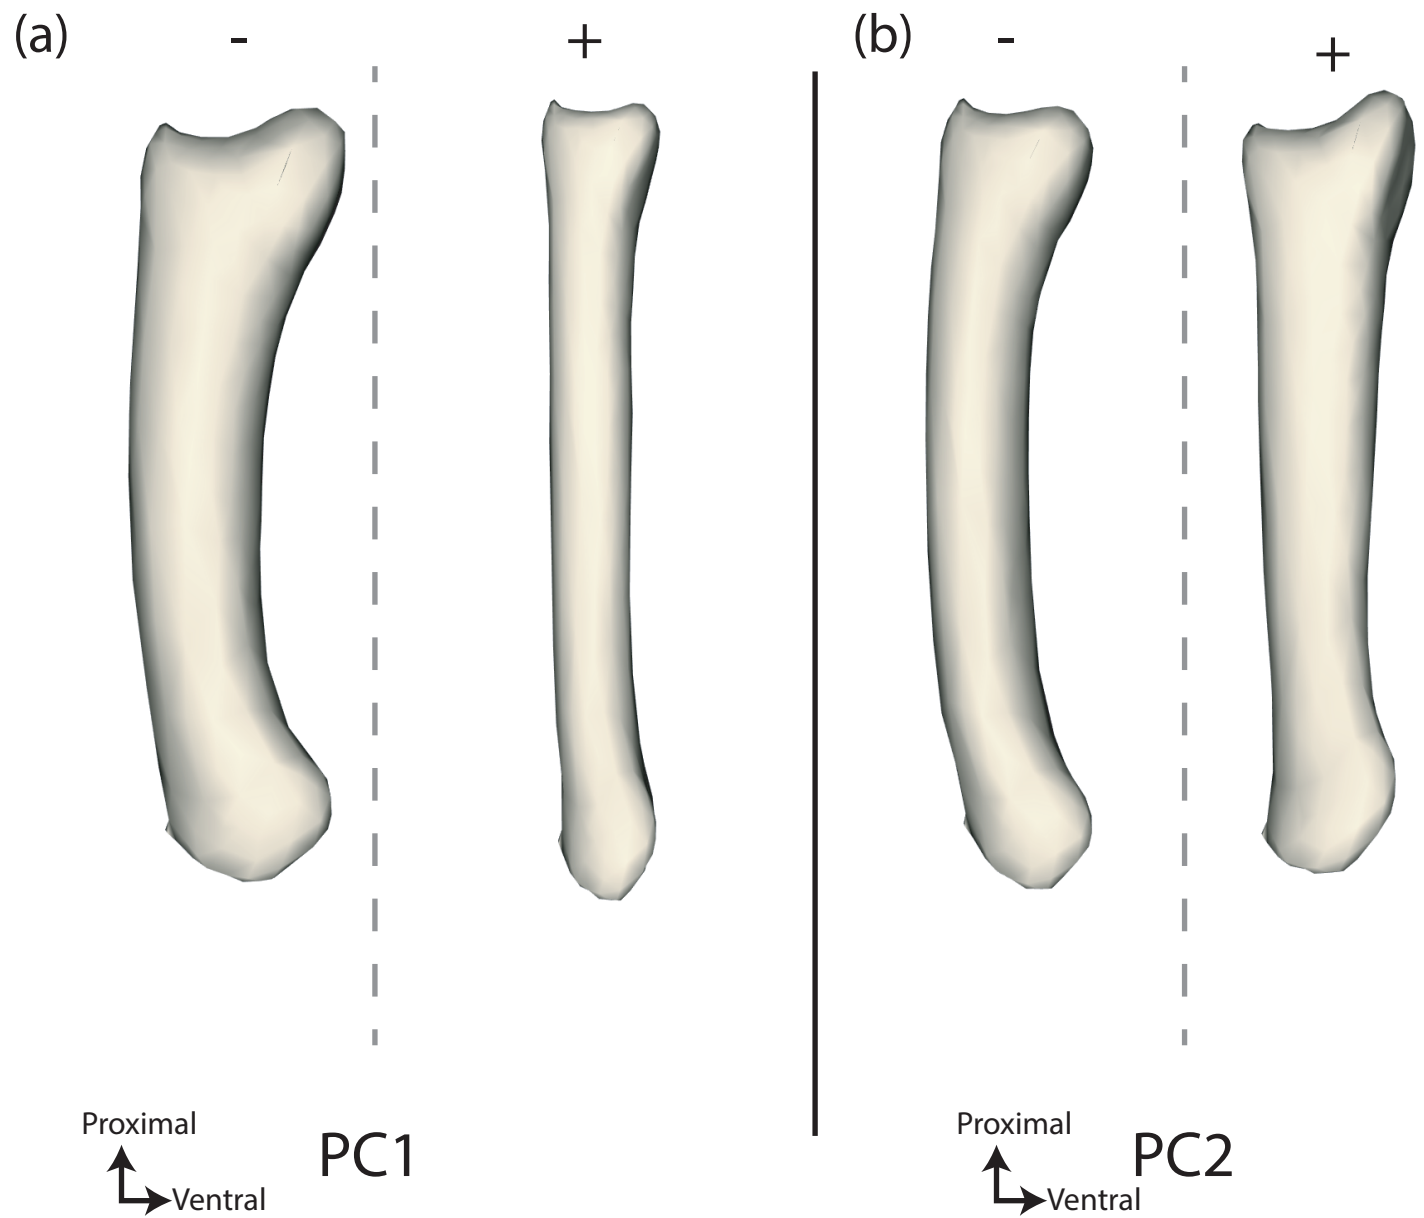 (a) - + (b) - +
Proximal Proximal
PC1 PC2
Ventral Ventral